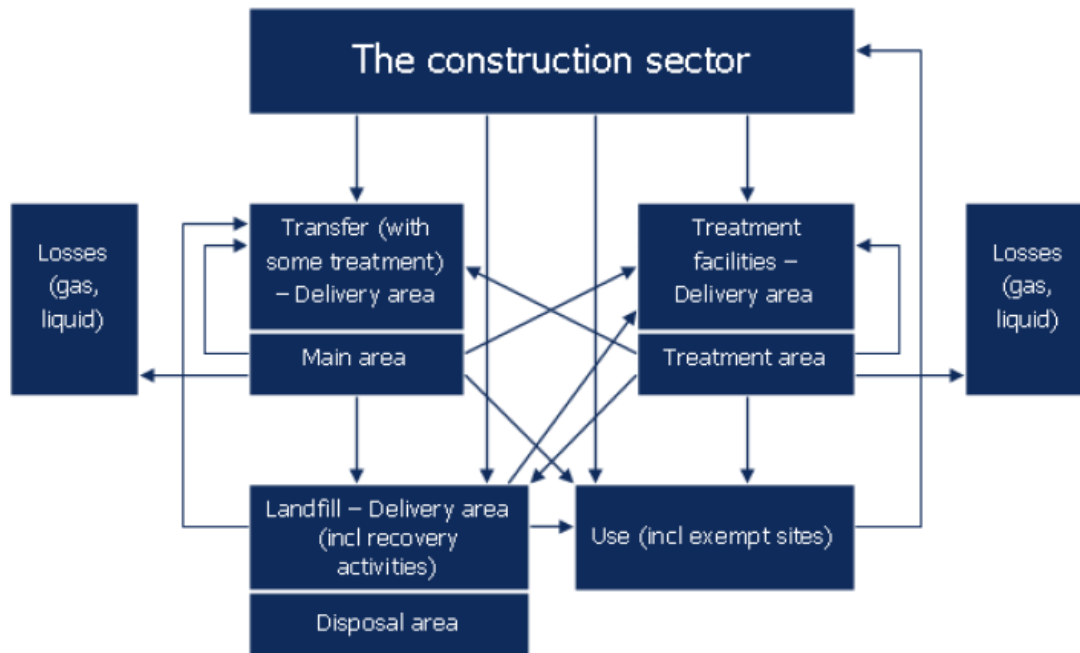 The construction sector
Losses
(gas,
liquid)
Transfer (with
some treatment)
– Delivery area
Main area
Treatment
facilities –
Delivery area
Treatment area
Losses
(gas,
liquid)
Landfill – Delivery area
(incl recovery
activities)
Disposal area
Use (incl exempt sites)